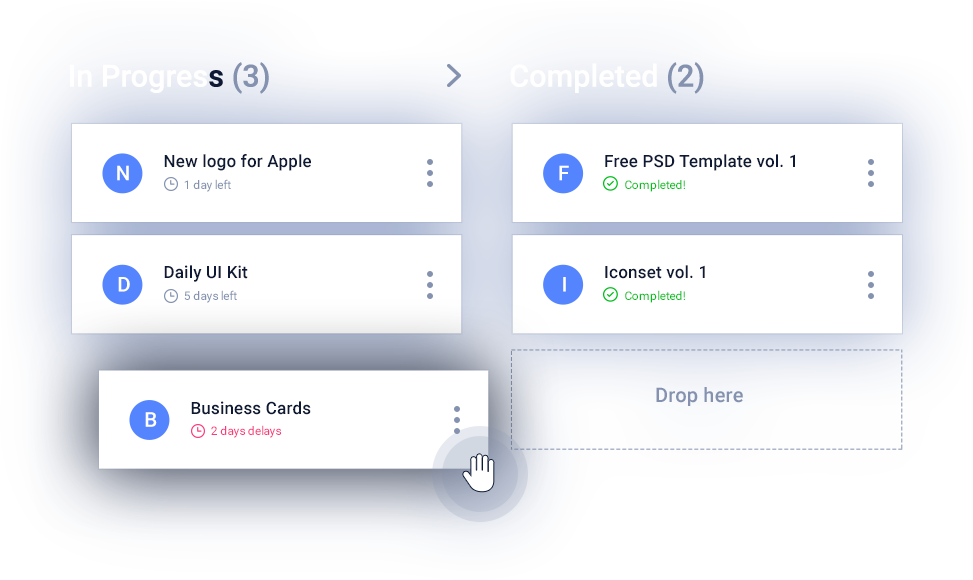 In Progress (3)
N
New logo for Apple
1 day left
D
Daily UI Kit
5 days left
B
Business Cards
2 days delays
Completed (2)
F
Free PSD Template vol. 1
Completed!
I
Iconset vol. 1
Completed!
Drop here